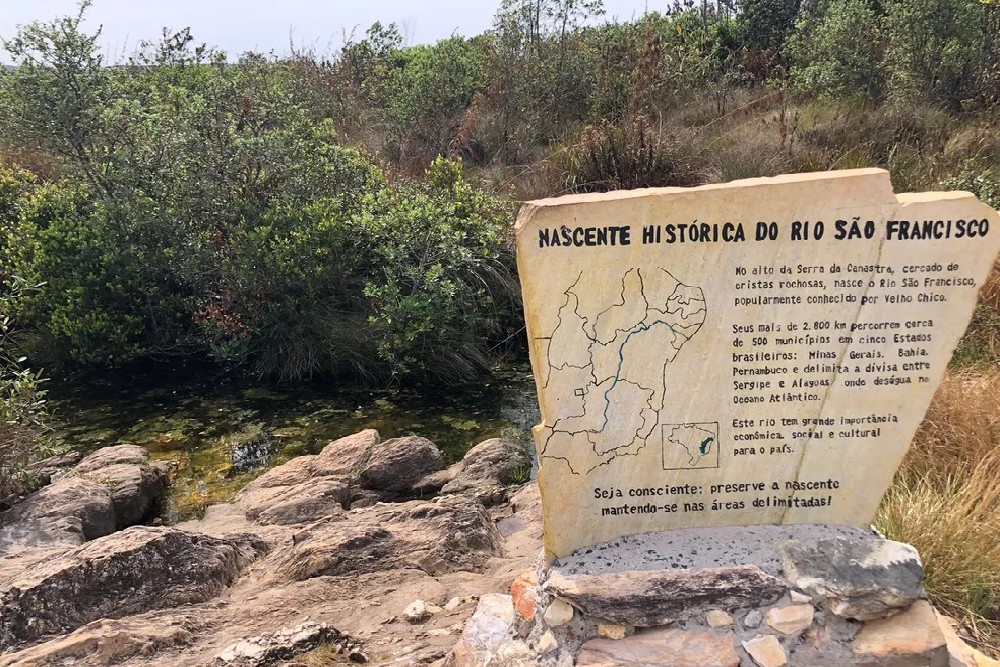 NASCENTE HISTÓRICA DO RIO SÃO FRANCISCO
No alto da Serra da Canastra, cercado de
cristas rochosas, nasce o Rio São Francisco,
popularmente conhecido por Velho Chico.
Seus mais de 2.800 km percorrem cerca
de 500 municípios em cinco Estados
brasileiros: Minas Gerais, Bahia,
Pernambuco e delimita a divisa entre
Sergipe e Alagoas onde deságua no
Oceano Atlântico.
Este rio tem grande importância
econômica, social e cultural
para o país.
Seja consciente: preserve a nascente
mantendo-se nas áreas delimitadas!